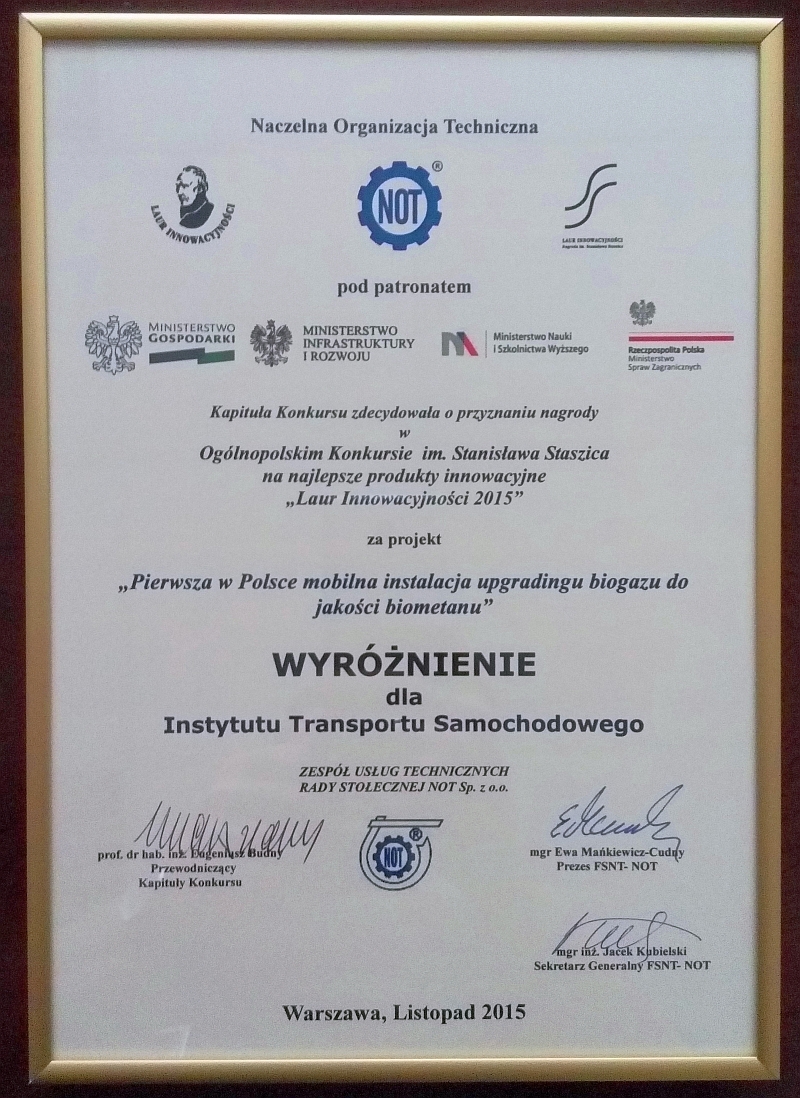 Naczelna Organizacja Techniczna
LAUR INNOWACYJNOŚCI
NOT
®
LAUR INNOWACYJNOŚCI
Nagroda im. Stanisława Staszica
pod patronatem
MINISTERSTWO
GOSPODARKI
MINISTERSTWO
INFRASTRUKTURY
I ROZWOJU
Ministerstwo Nauki
i Szkolnictwa Wyższego
Rzeczpospolita Polska
Ministerstwo
Spraw Zagranicznych
Kapituła Konkursu zdecydowała o przyznaniu nagrody
w
Ogólnopolskim Konkursie im. Stanisława Staszica
na najlepsze produkty innowacyjne
„Laur Innowacyjności 2015”
za projekt
„Pierwsza w Polsce mobilna instalacja upgradingu biogazu do
jakości biometanu”
WYRÓŻNIENIE
dla
Instytutu Transportu Samochodowego
ZESPÓŁ USŁUG TECHNICZNYCH
RADY STOŁECZNEJ NOT Sp. z o.o.
prof. dr hab. inż. Eugeniusz Budny
Przewodniczący
Kapituły Konkursu
NOT
®
mgr Ewa Mańkiewicz-Cudny
Prezes FSNT- NOT
mgr inż. Jacek Kubielski
Sekretarz Generalny FSNT- NOT
Warszawa, Listopad 2015